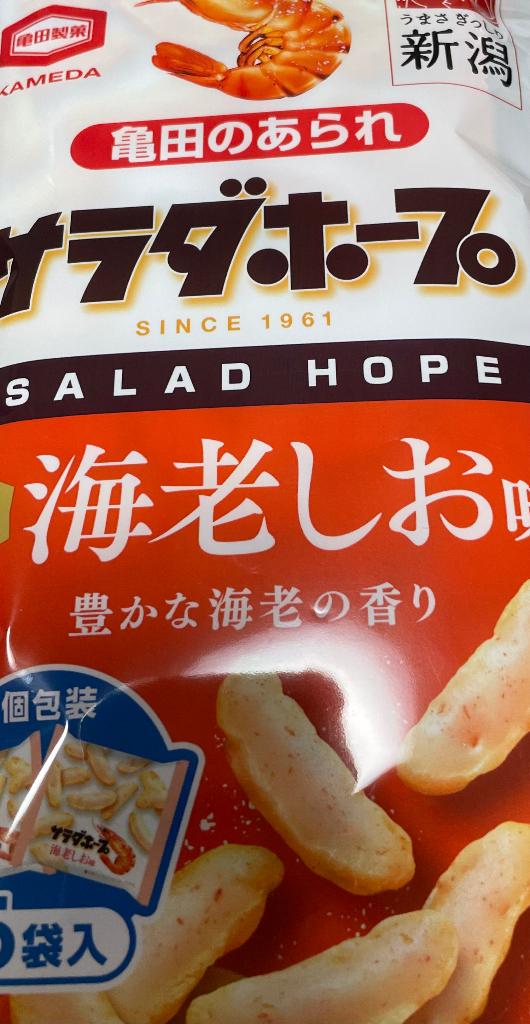 亀田製菓
KAMEDA
うまさぎっしり
新潟
亀田のあられ
サラダホープ
SINCE 1961
SALAD HOPE
海老しお味
豊かな海老の香り
個包装
サラダホープ
海老しお味
袋入